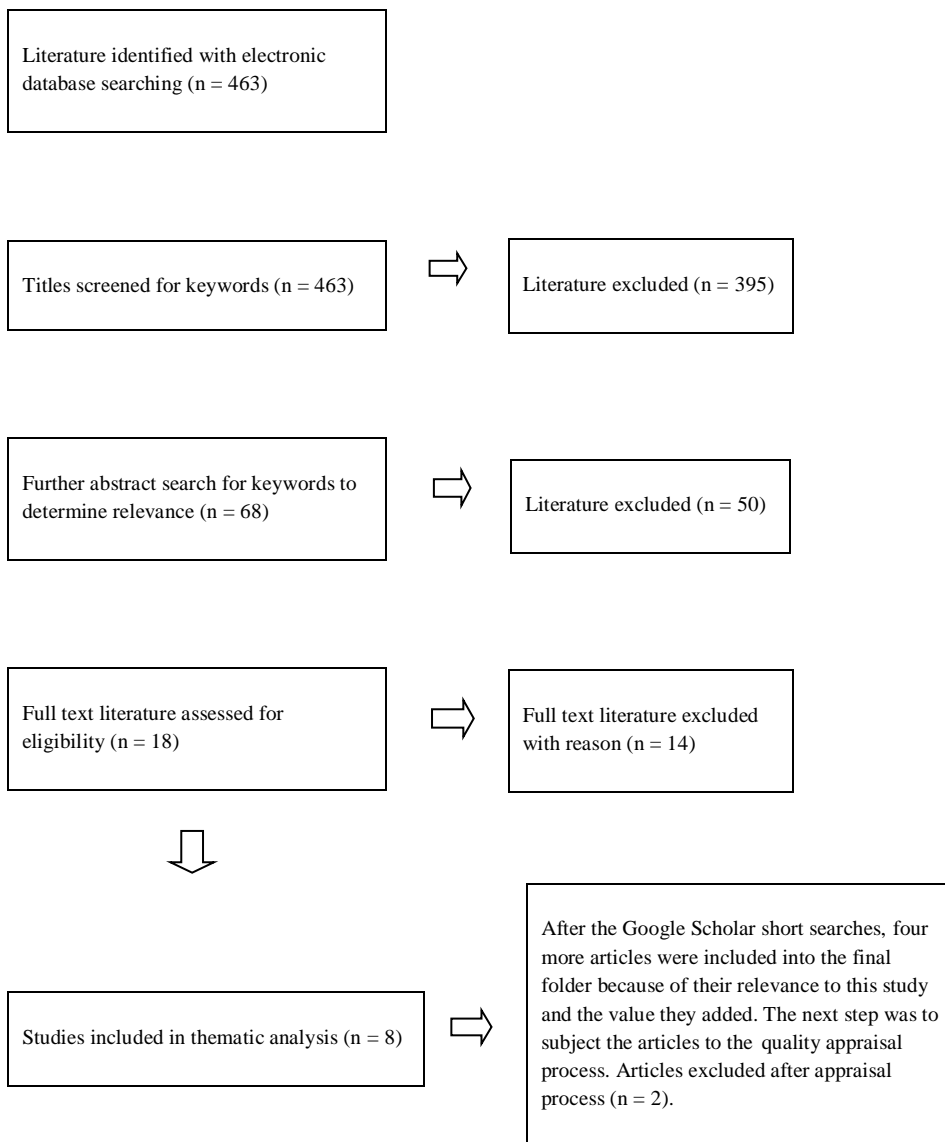 Literature identified with electronic
database searching (n = 463)
Titles screened for keywords (n = 463)
Literature excluded (n = 395)
Further abstract search for keywords to
determine relevance (n = 68)
Literature excluded (n = 50)
Full text literature assessed for
eligibility (n = 18)
Full text literature excluded
with reason (n = 14)
Studies included in thematic analysis (n = 8)
After the Google Scholar short searches, four
more articles were included into the final
folder because of their relevance to this study
and the value they added. The next step was to
subject the articles to the quality appraisal
process. Articles excluded after appraisal
process (n = 2).